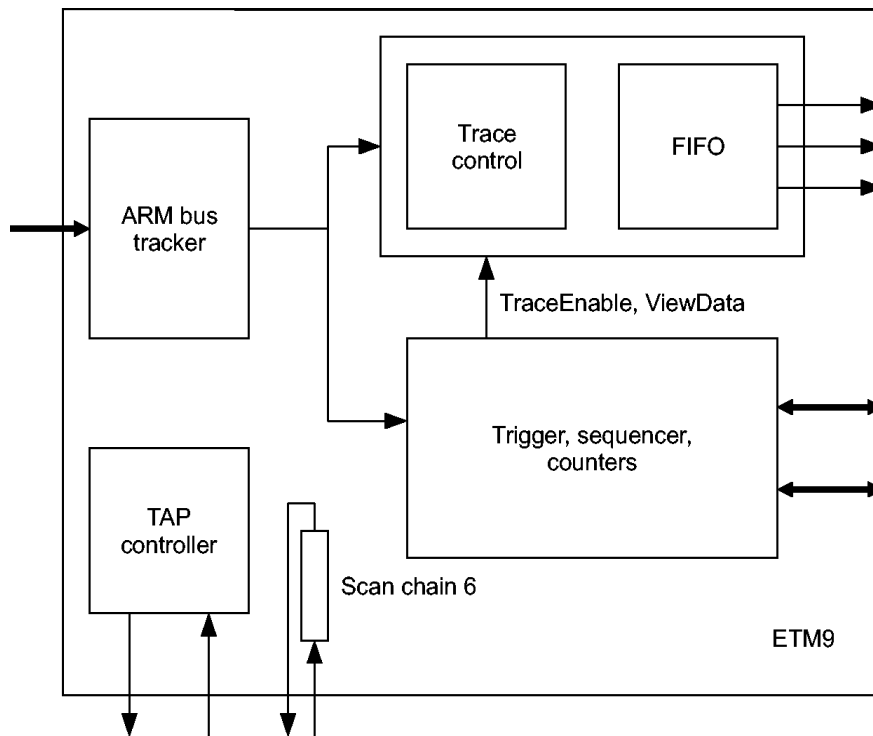 Trace
control
FIFO
ARM bus
tracker
TraceEnable, ViewData
Trigger, sequencer,
counters
TAP
controller
Scan chain 6
ETM9